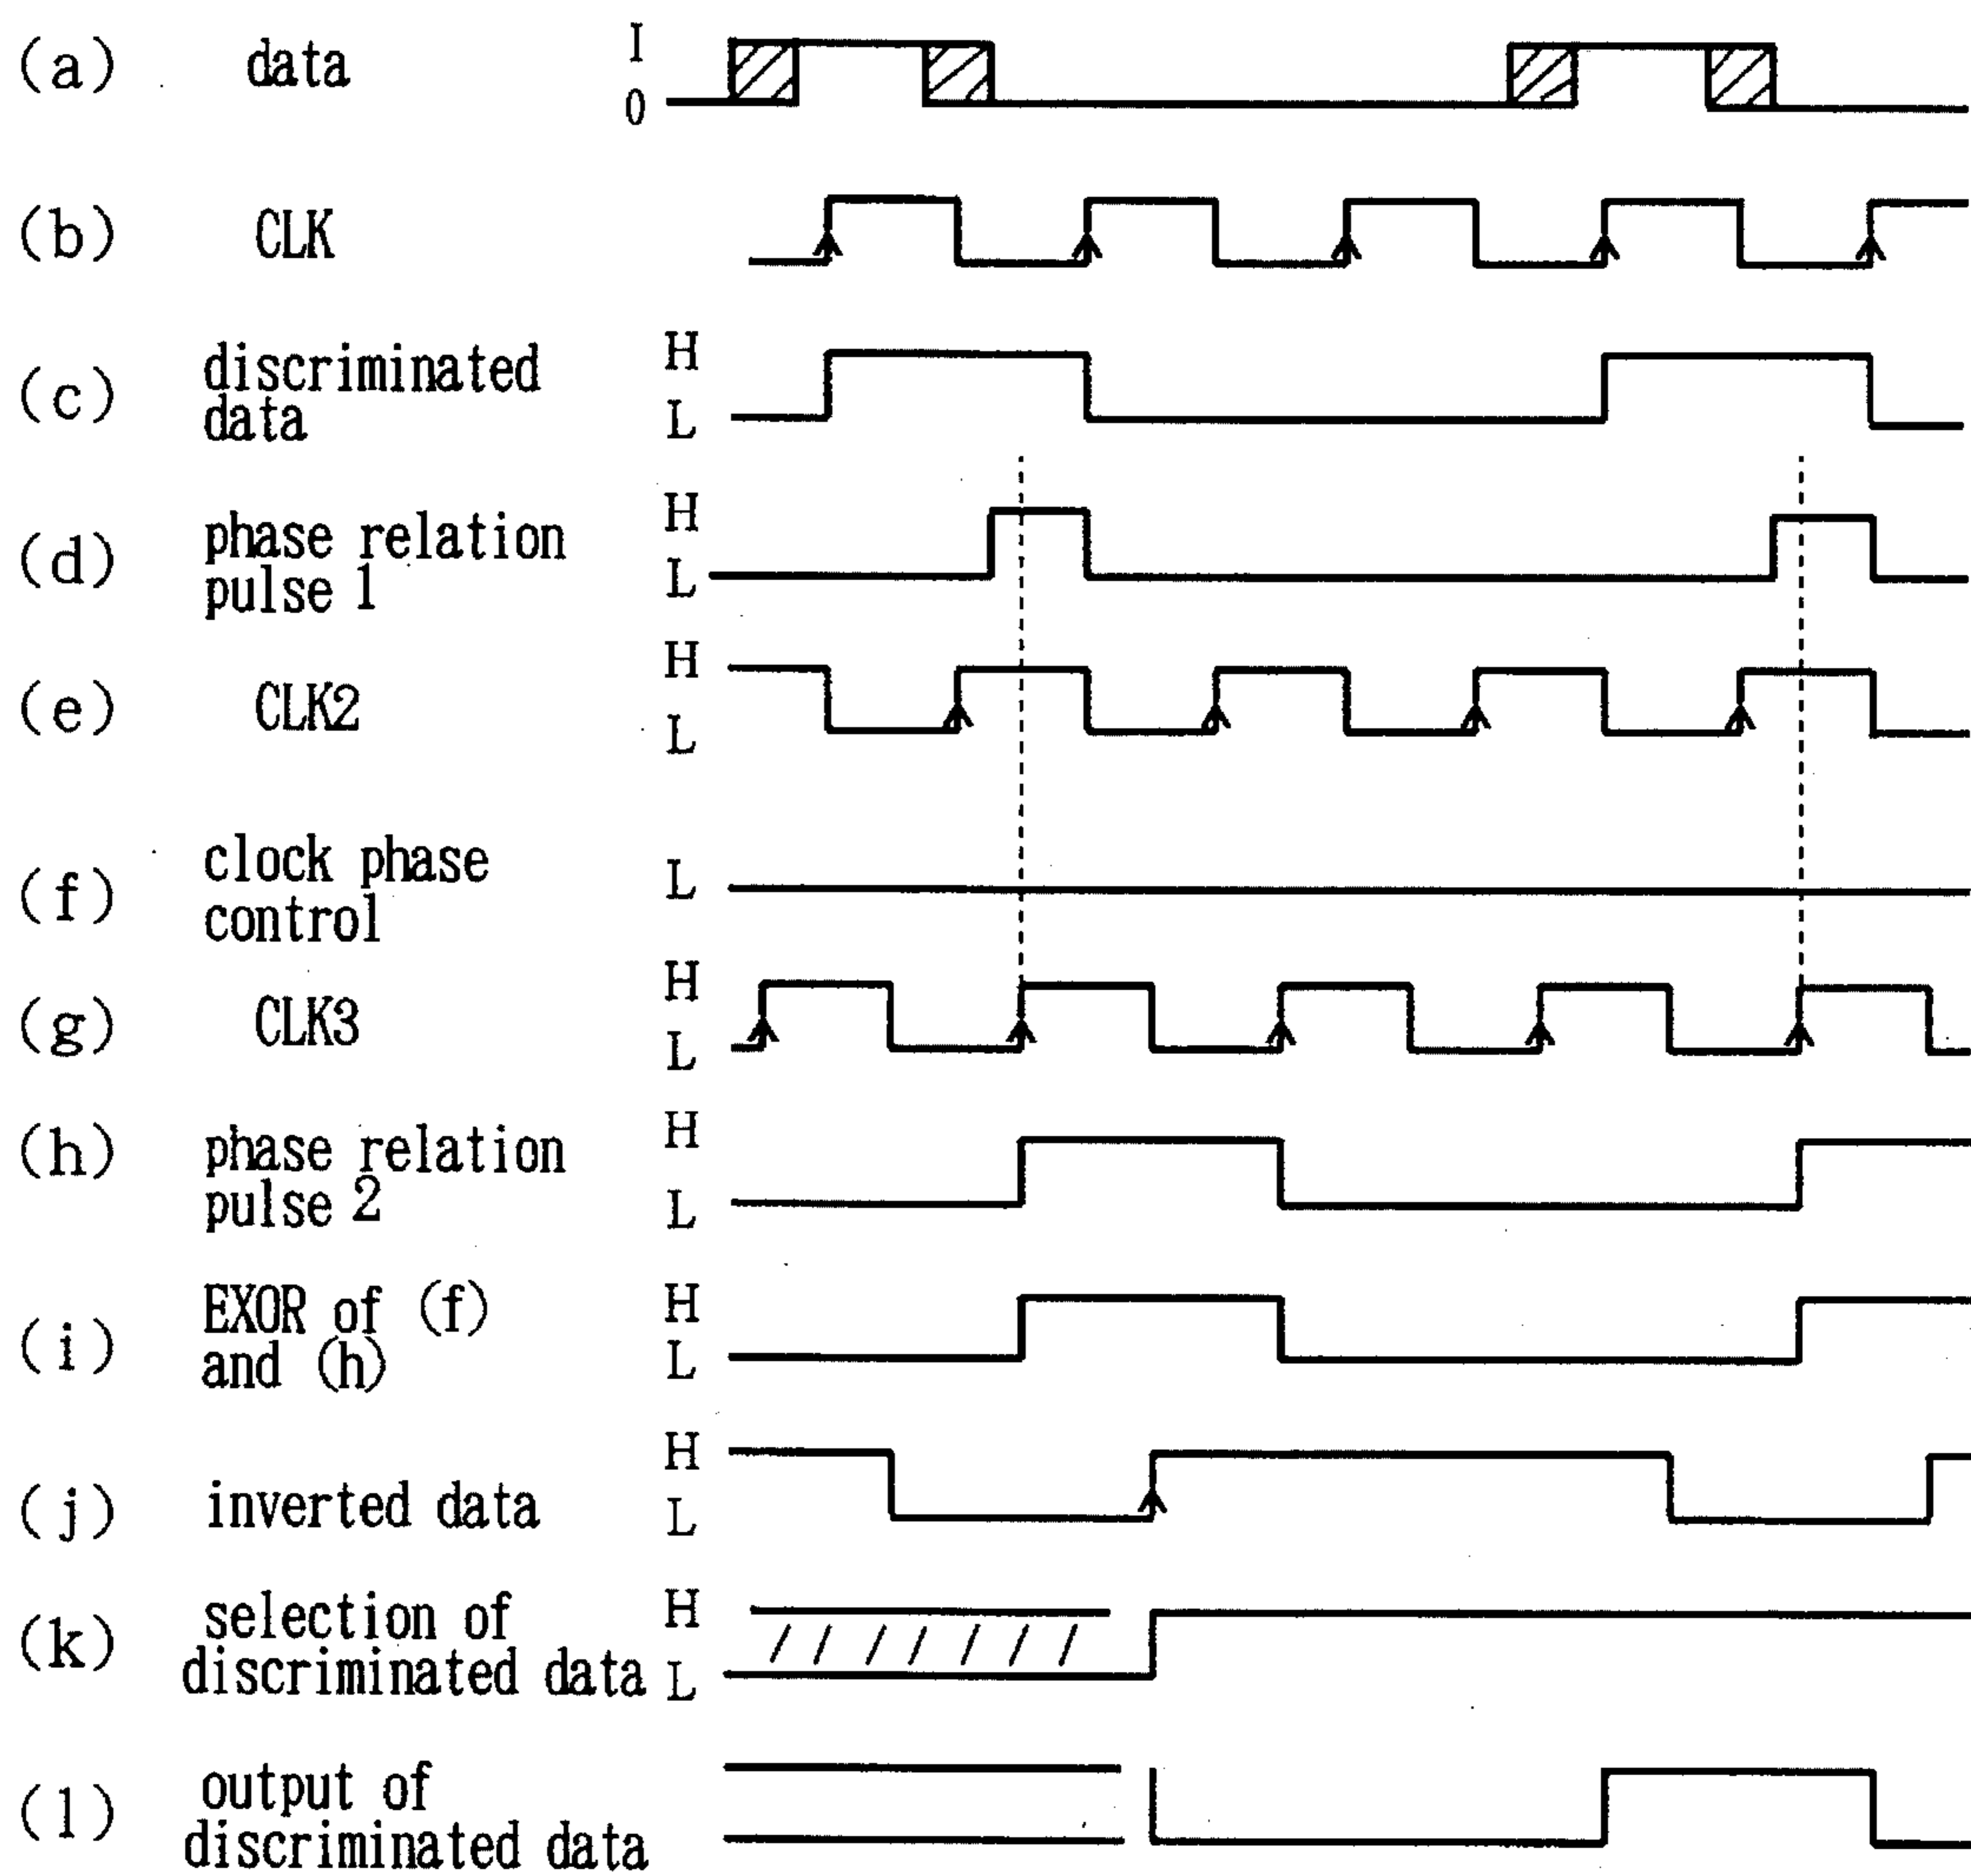 (a) data I
0
(b) CLK
(c) discriminated H
data L
(d) phase relation H
pulse 1 L
(e) CLK2 H
L
(f) clock phase L
control
(g) CLK3 H
L
(h) phase relation H
pulse 2 L
(i) EXOR of (f) H
and (h) L
(j) inverted data H
L
(k) selection of H
discriminated data L
(l) output of
discriminated data